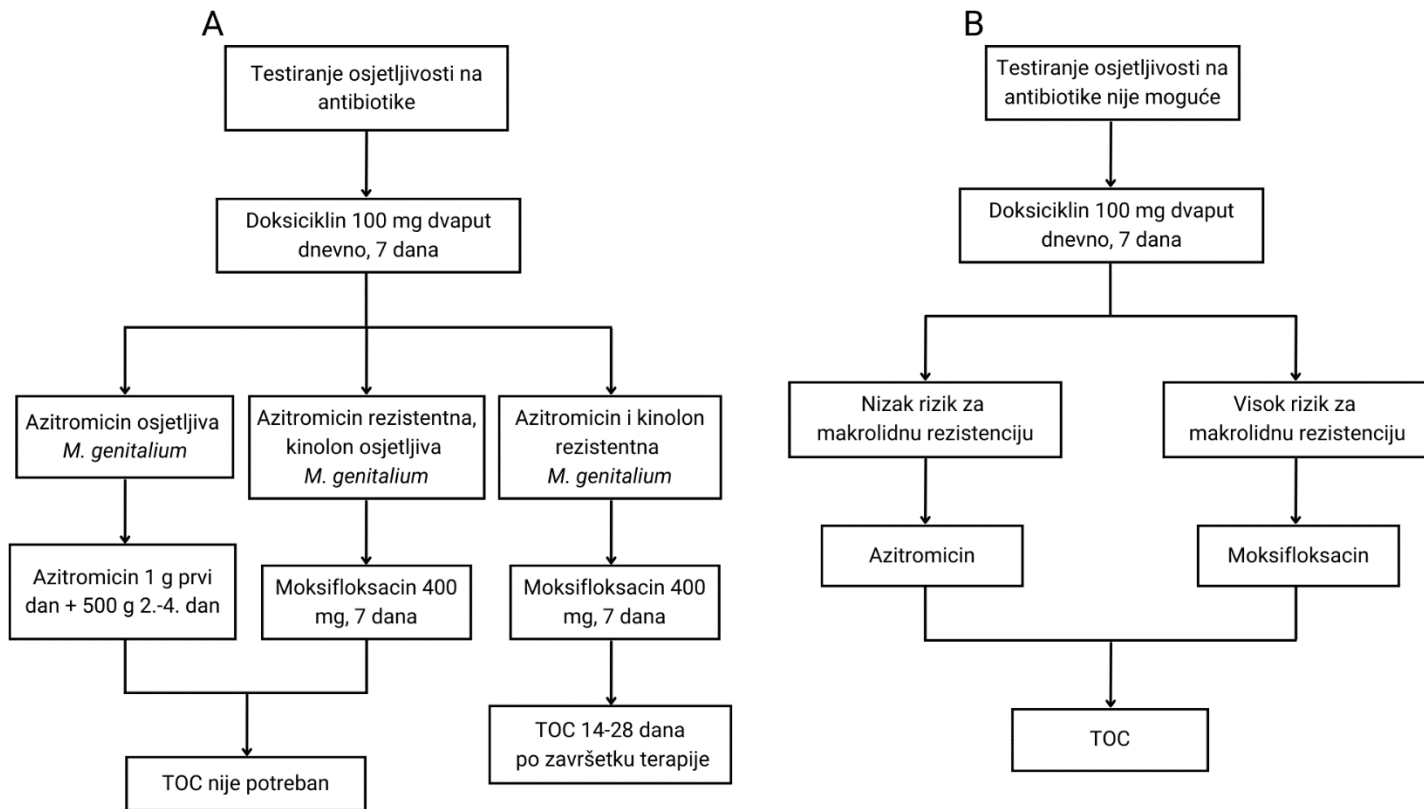 A
Testiranje osjetljivosti na
antibiotike
Doksiciklin 100 mg dvaput
dnevno, 7 dana
Azitromicin osjetljiva
M. genitalium
Azitromicin rezistentna,
kinolon osjetljiva
M. genitalium
Azitromicin i kinolon
rezistentna
M. genitalium
Azitromicin 1 g prvi
dan + 500 g 2.-4. dan
Moksifloksacin 400
mg, 7 dana
Moksifloksacin 400
mg, 7 dana
TOC nije potreban
TOC 14-28 dana
po završetku terapije
B
Testiranje osjetljivosti na
antibiotike nije moguće
Doksiciklin 100 mg dvaput
dnevno, 7 dana
Nizak rizik za
makrolidnu rezistenciju
Visok rizik za
makrolidnu rezistenciju
Azitromicin
Moksifloksacin
TOC